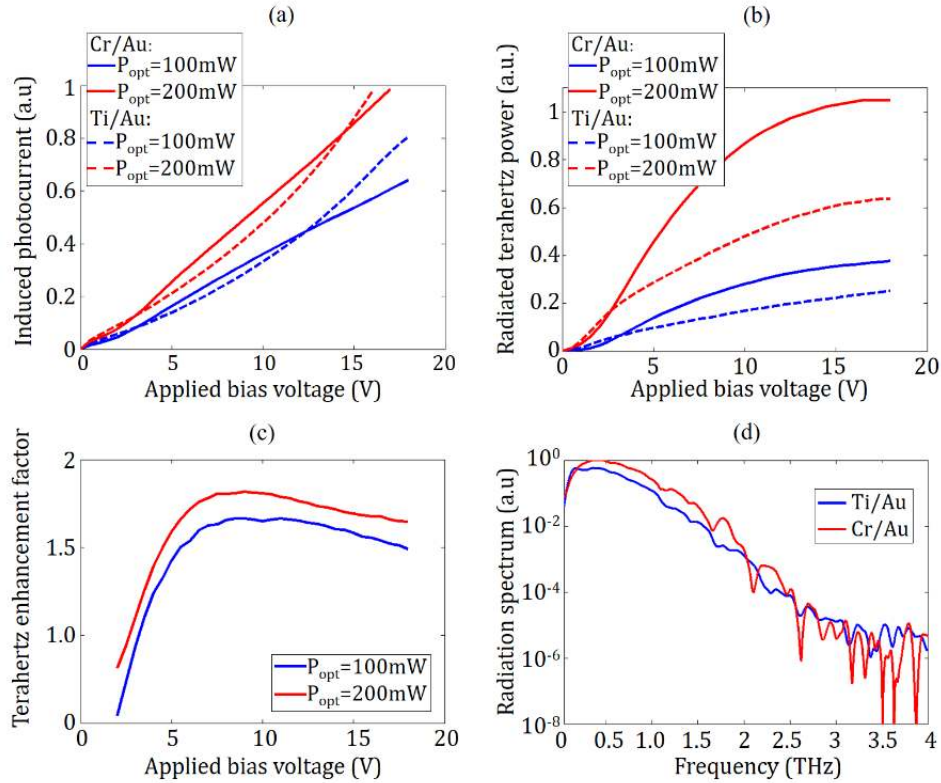 (a)
Cr/Au:
P_opt=100mW
P_opt=200mW
Ti/Au:
P_opt=100mW
P_opt=200mW
Induced photocurrent (a.u)
1
0.8
0.6
0.4
0.2
0
0 5 10 15 20
Applied bias voltage (V)
(b)
Cr/Au:
P_opt=100mW
P_opt=200mW
Ti/Au:
P_opt=100mW
P_opt=200mW
Radiated terahertz power (a.u.)
1
0.8
0.6
0.4
0.2
0
0 5 10 15 20
Applied bias voltage (V)
(c)
Terahertz enhancement factor
2
1.5
1.0
0.5
0
P_opt=100mW
P_opt=200mW
0 5 10 15 20
Applied bias voltage (V)
(d)
Radiation spectrum (a.u)
10^0
10^-2
10^-4
10^-6
10^-8
Ti/Au
Cr/Au
0 0.5 1.0 1.5 2.0 2.5 3.0 3.5 4
Frequency (THz)